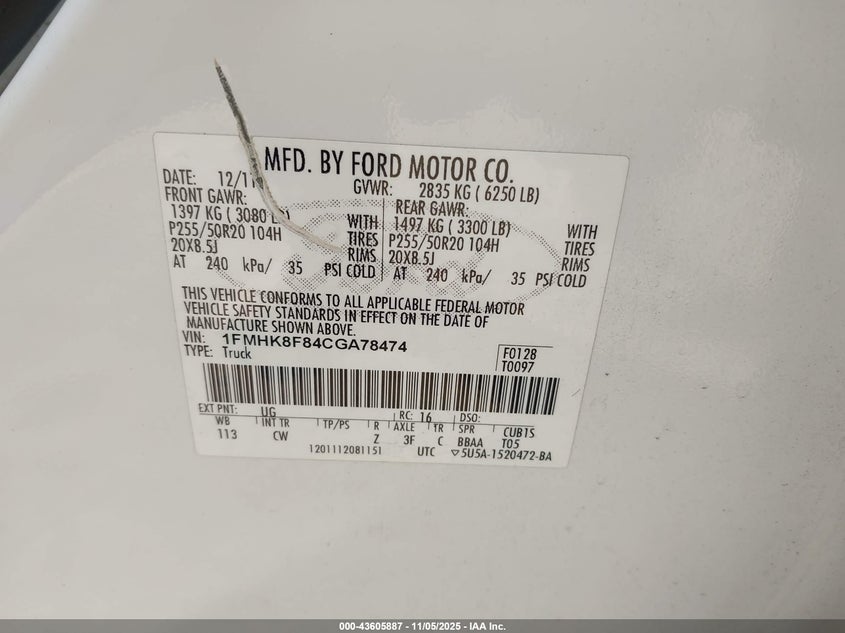 MFD. BY FORD MOTOR CO.
DATE: 12/11
GVWR: 2835 KG ( 6250 LB)
FRONT GAWR:
1397 KG ( 3080 LB)
P255/50R20 104H
20X8.5J
AT 240 kPa/ 35 PSI COLD
WITH
TIRES
RIMS
REAR GAWR:
1497 KG ( 3300 LB)
P255/50R20 104H
20X8.5J
AT 240 kPa/ 35 PSI COLD
WITH
TIRES
RIMS
THIS VEHICLE CONFORMS TO ALL APPLICABLE FEDERAL MOTOR
VEHICLE SAFETY STANDARDS IN EFFECT ON THE DATE OF
MANUFACTURE SHOWN ABOVE.
VIN: 1FMHK8F84CGA78474
TYPE: Truck
F0128
T0097
EXT PNT: UG RC: 16 DSO:
WB INT TR TP/PS R AXLE TR SPR CUB1S
113 CW Z 3F C BBAA T05
1201112081151 UTC ▽5U5A-1520472-BA
000-43605887 - 11/05/2025 - IAA Inc.